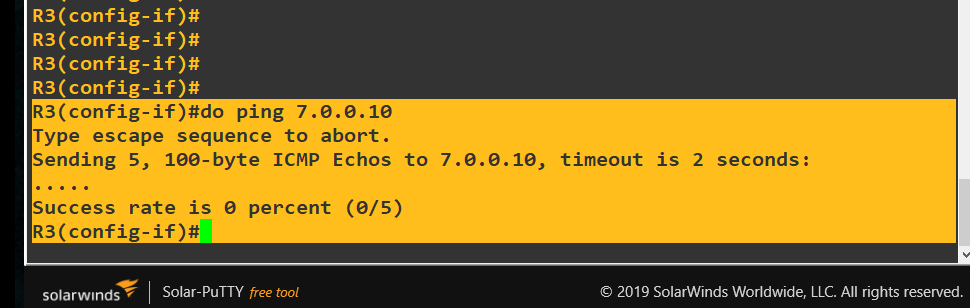 R3(config-if)#
R3(config-if)#
R3(config-if)#
R3(config-if)#
R3(config-if)#do ping 7.0.0.10
Type escape sequence to abort.
Sending 5, 100-byte ICMP Echos to 7.0.0.10, timeout is 2 seconds:
.....
Success rate is 0 percent (0/5)
R3(config-if)#
solarwinds | Solar-PuTTY free tool © 2019 SolarWinds Worldwide, LLC. All rights reserved.